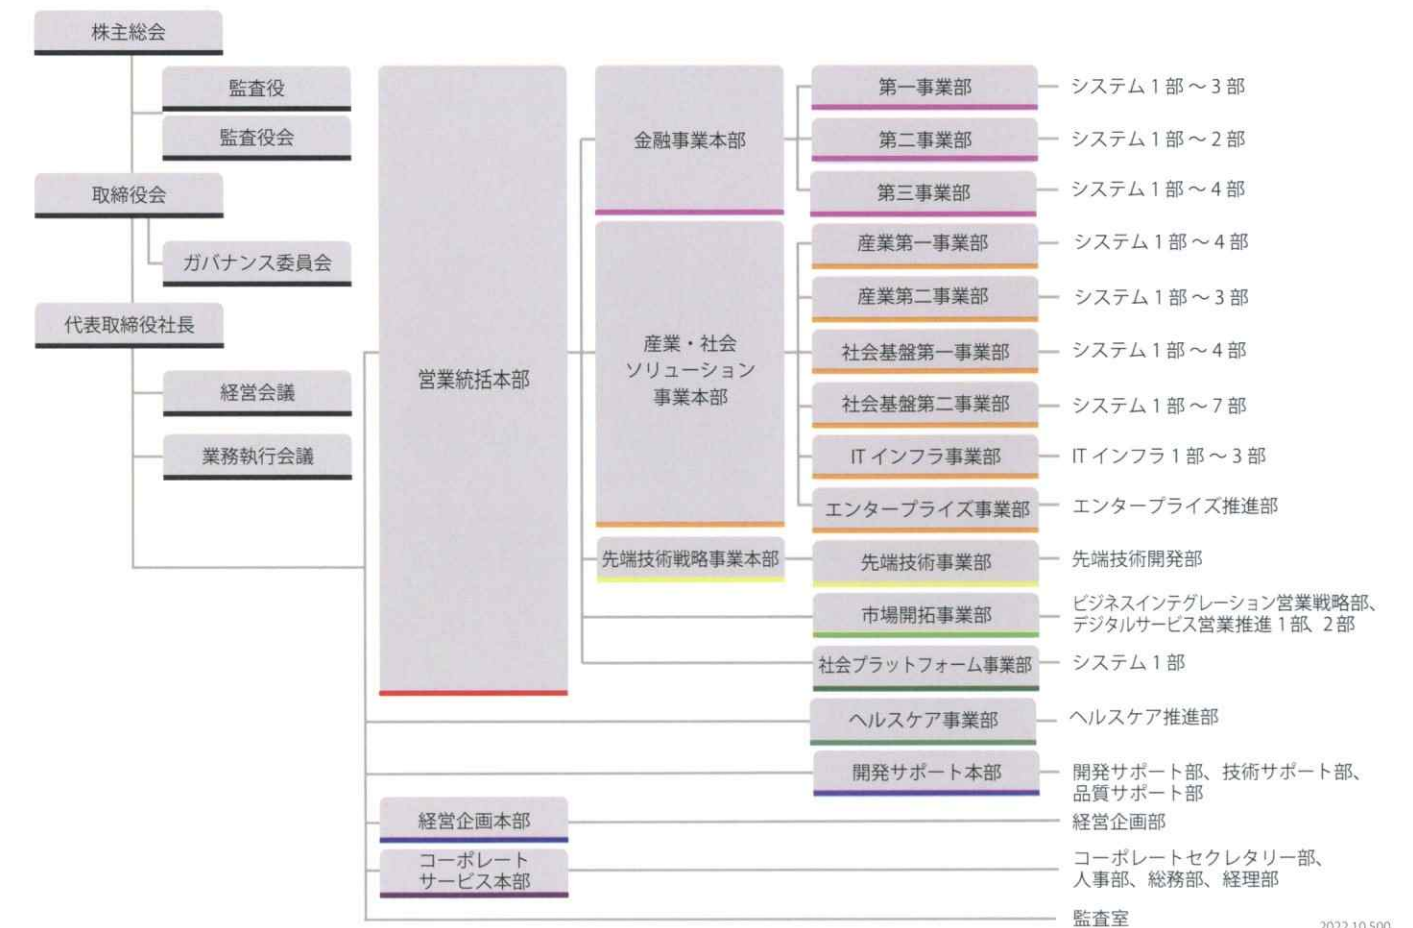 株主総会
監査役
監査役会
取締役会
ガバナンス委員会
代表取締役社長
経営会議
業務執行会議
営業統括本部
金融事業本部
第一事業部
システム1部～3部
第二事業部
システム1部～2部
第三事業部
システム1部～4部
産業・社会
ソリューション
事業本部
産業第一事業部
システム1部～4部
産業第二事業部
システム1部～3部
社会基盤第一事業部
システム1部～4部
社会基盤第二事業部
システム1部～7部
ITインフラ事業部
ITインフラ1部～3部
エンタープライズ事業部
エンタープライズ推進部
先端技術戦略事業本部
先端技術事業部
先端技術開発部
市場開拓事業部
ビジネスインテグレーション営業戦略部、
デジタルサービス営業推進1部、2部
社会プラットフォーム事業部
システム1部
ヘルスケア事業部
ヘルスケア推進部
開発サポート本部
開発サポート部、技術サポート部、
品質サポート部
経営企画本部
経営企画部
コーポレート
サービス本部
コーポレートセクレタリー部、
人事部、総務部、経理部
監査室
2022.10.500